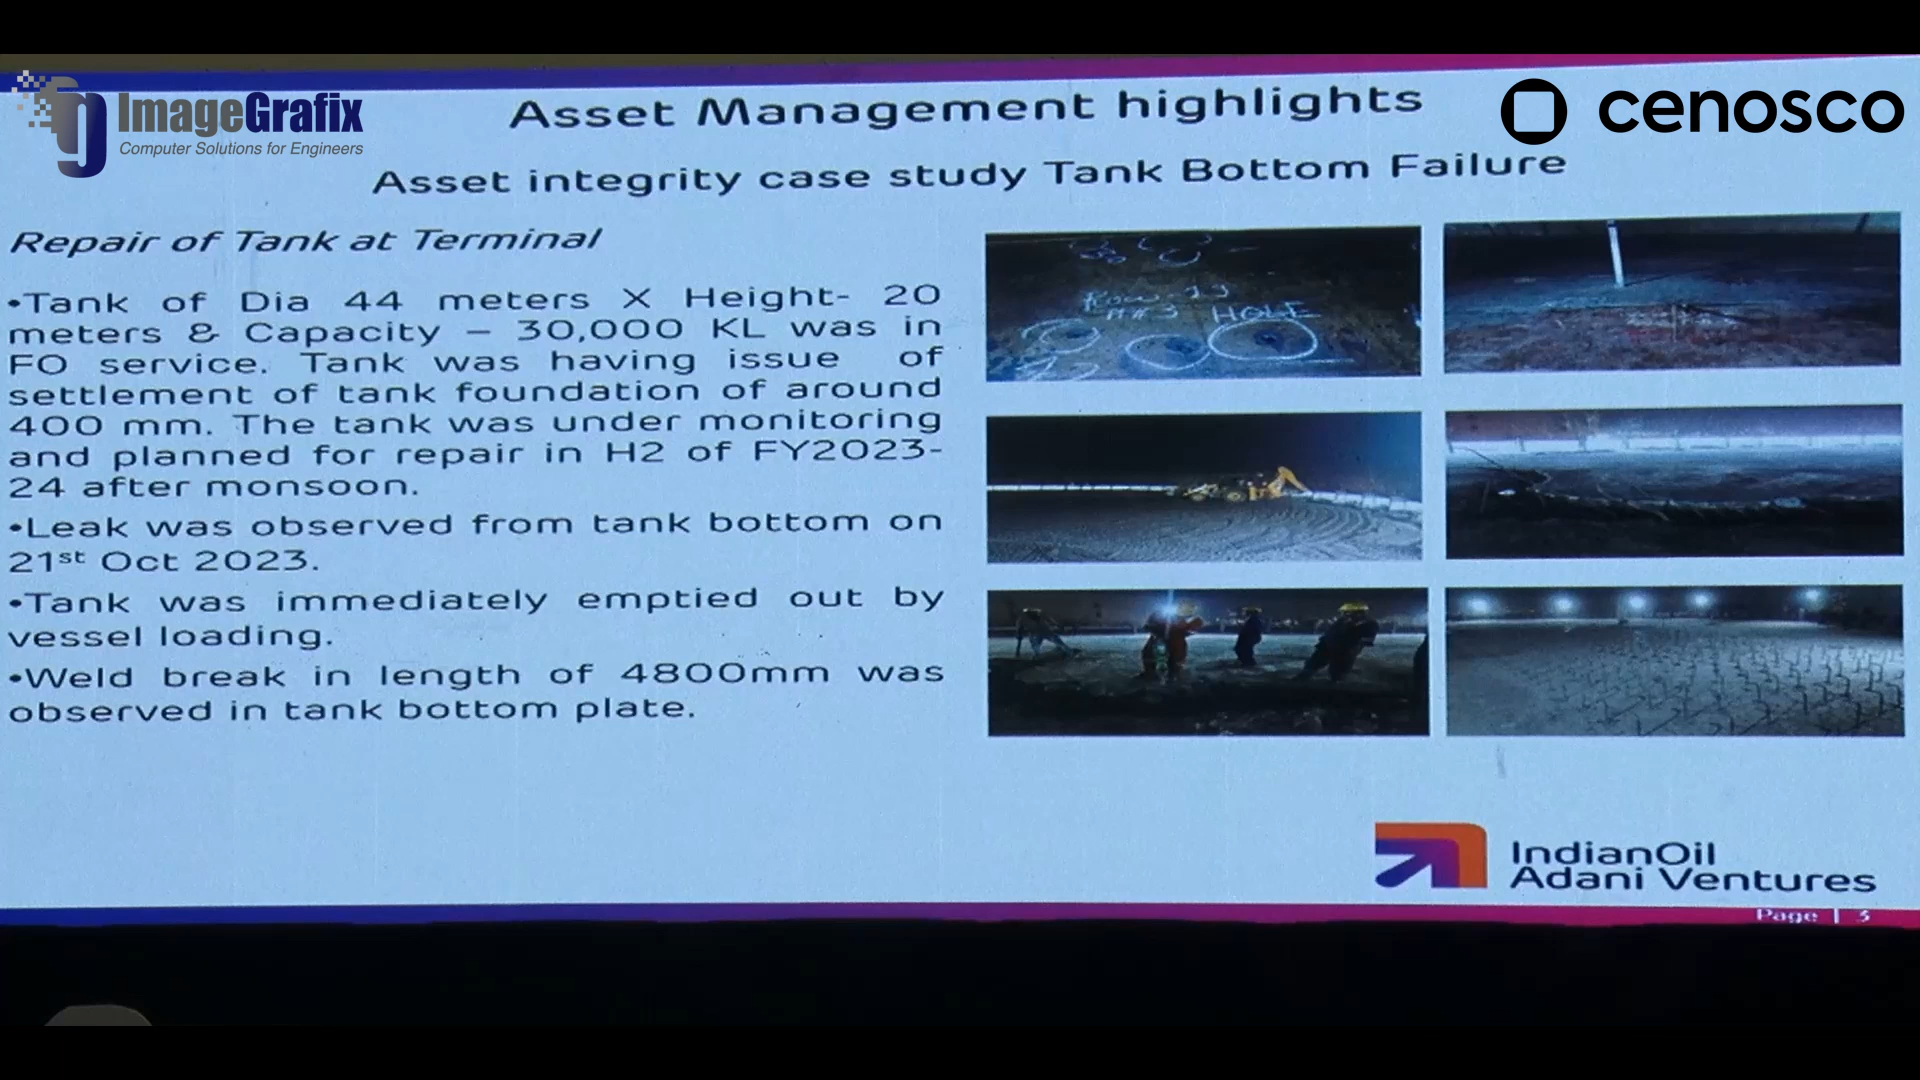 ImageGrafix
Computer Solutions for Engineers
cenosco
Asset Management highlights
Asset integrity case study Tank Bottom Failure
Repair of Tank at Terminal
•Tank of Dia 44 meters X Height- 20
meters & Capacity – 30,000 KL was in
FO service. Tank was having issue of
settlement of tank foundation of around
400 mm. The tank was under monitoring
and planned for repair in H2 of FY2023-
24 after monsoon.
•Leak was observed from tank bottom on
21st Oct 2023.
•Tank was immediately emptied out by
vessel loading.
•Weld break in length of 4800mm was
observed in tank bottom plate.
HOLE
IndianOil
Adani Ventures
Page | 3